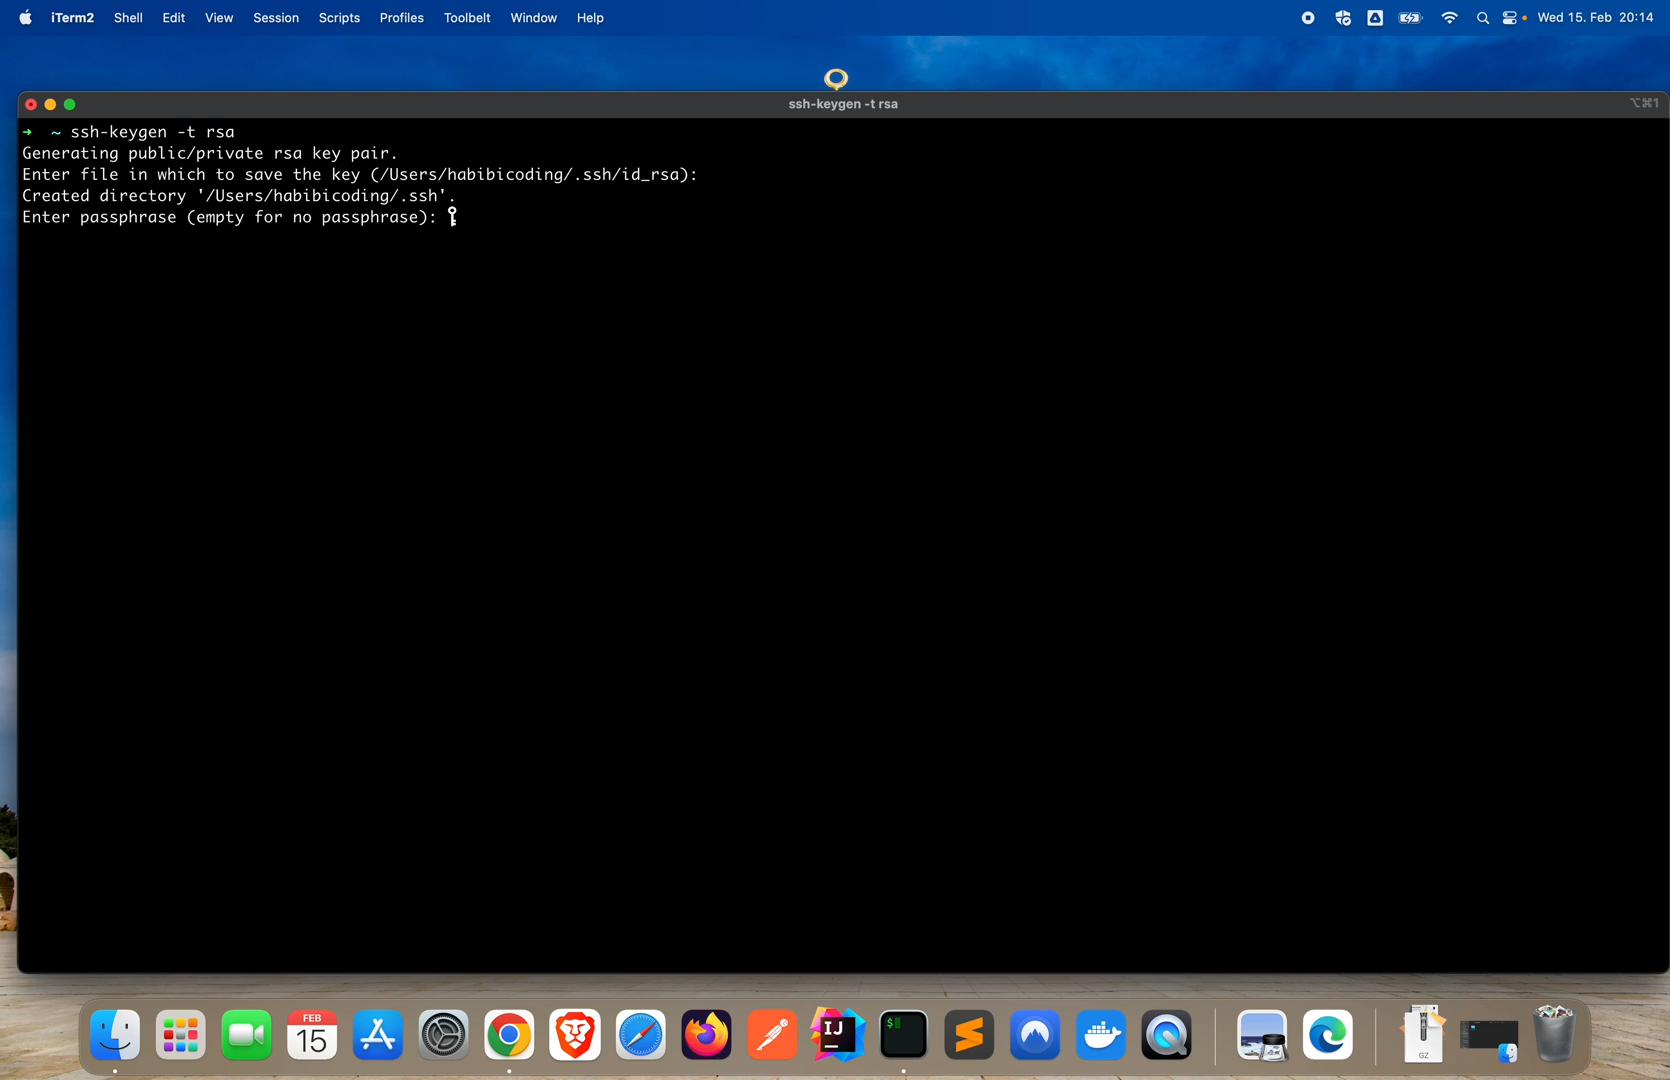 iTerm2 Shell Edit View Session Scripts Profiles Toolbelt Window Help Wed 15. Feb 20:14
ssh-keygen -t rsa ⌥⌘1
➜ ~ ssh-keygen -t rsa
Generating public/private rsa key pair.
Enter file in which to save the key (/Users/habibicoding/.ssh/id_rsa):
Created directory '/Users/habibicoding/.ssh'.
Enter passphrase (empty for no passphrase):
FEB
15
IJ
$
GZ